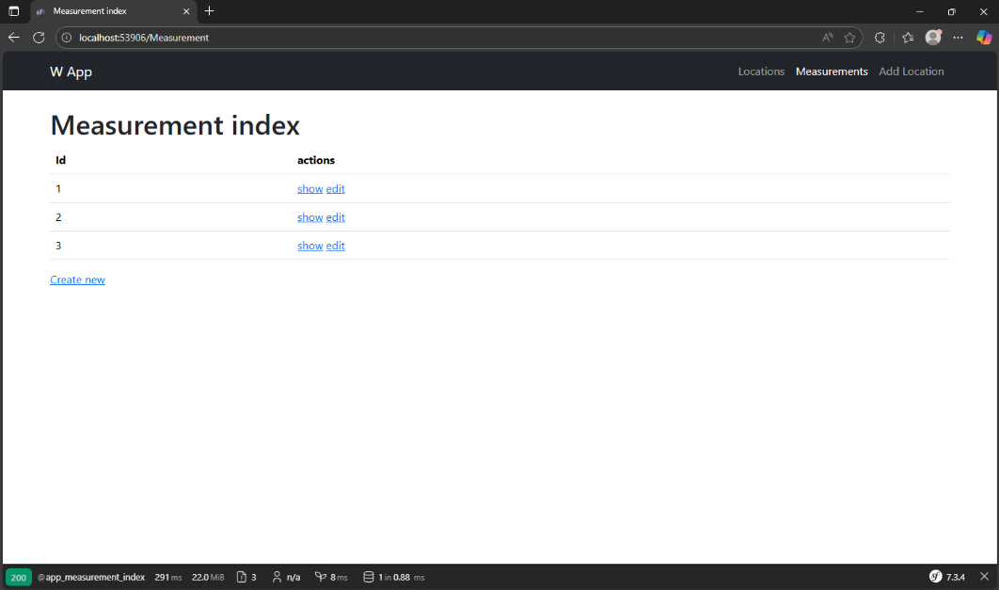 Measurement index
localhost:53906/Measurement
W App Locations Measurements Add Location
Measurement index
Id actions
1 show edit
2 show edit
3 show edit
Create new
200 @app_measurement_index 291 ms 22.0 MiB 3 n/a 8 ms 1 in 0.88 ms 7.3.4